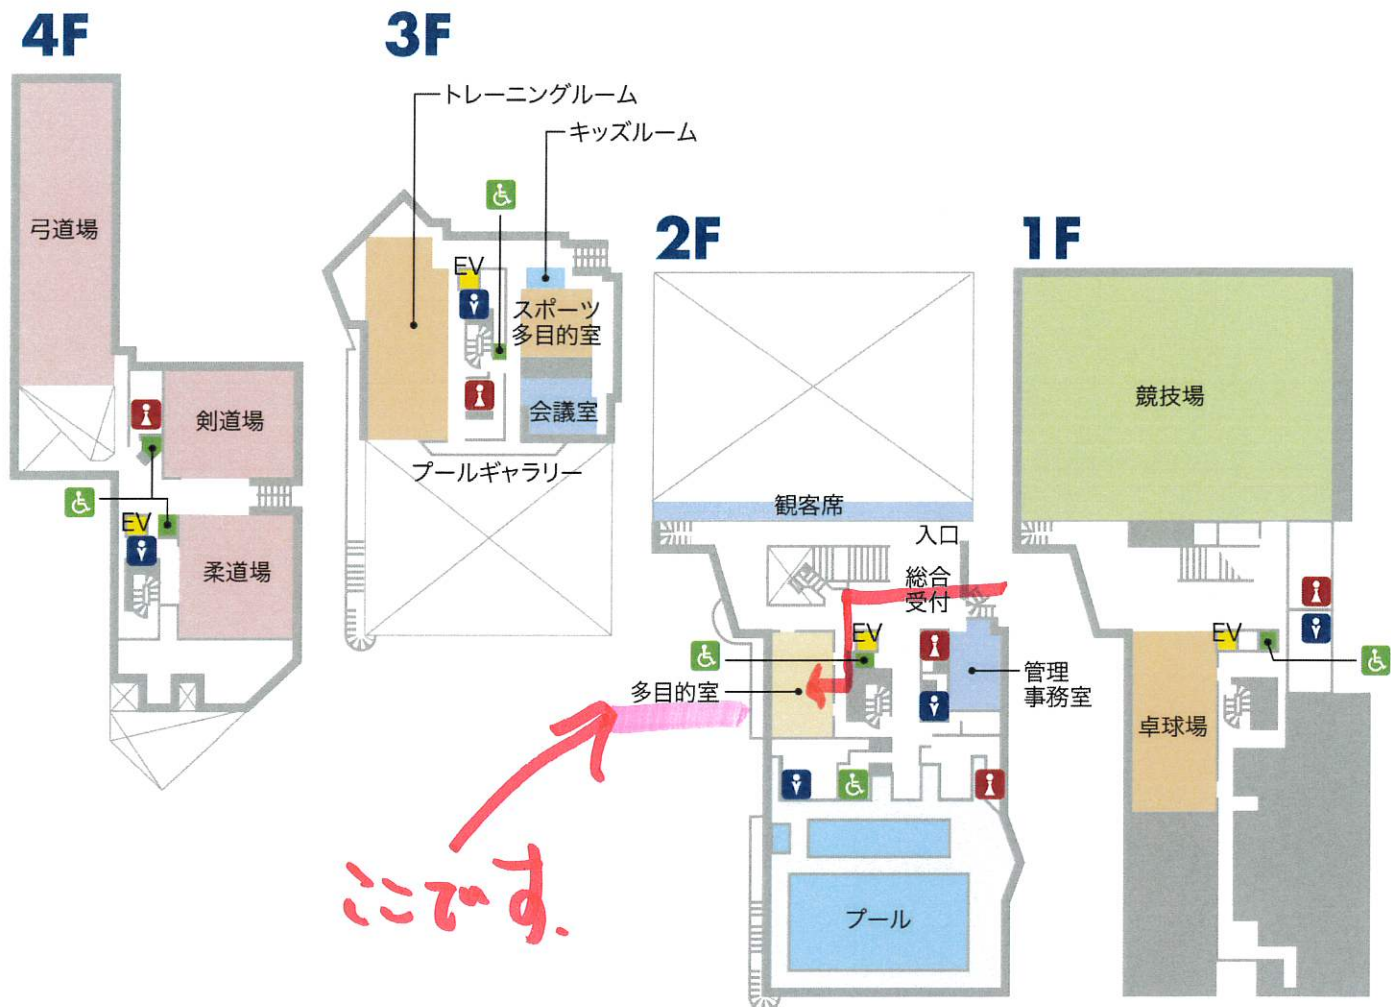 4F
弓道場
剣道場
EV
柔道場
3F
トレーニングルーム
キッズルーム
EV
スポーツ
多目的室
会議室
プールギャラリー
2F
観客席
入口
総合
受付
EV
多目的室
管理
事務室
プール
1F
競技場
EV
卓球場
ここです.